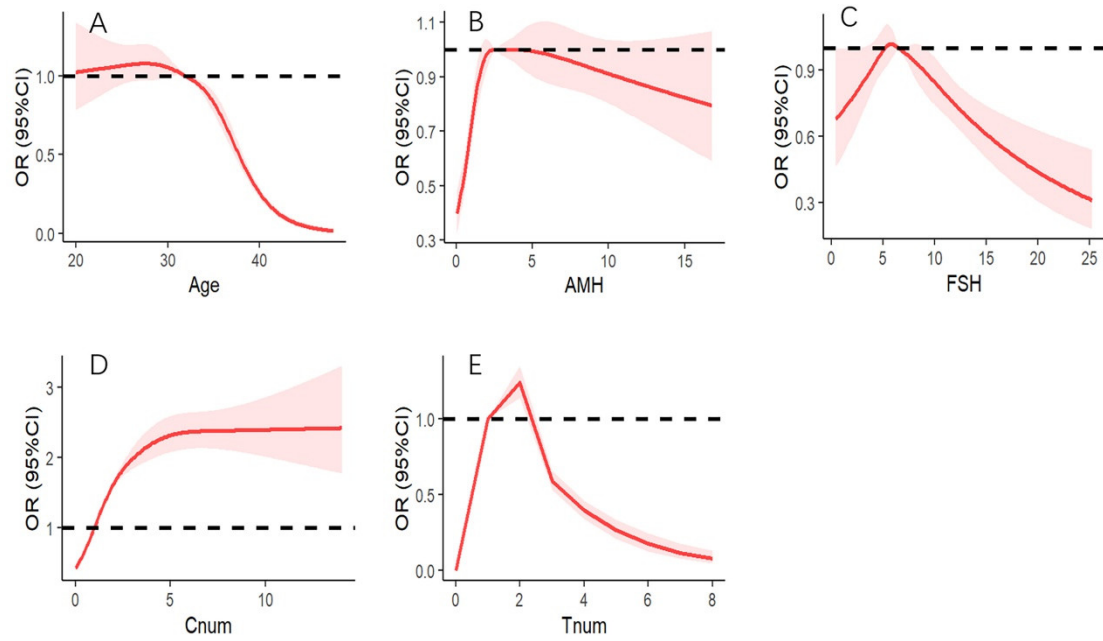 A
OR (95%CI)
1.0
0.5
0.0
20 30 40
Age
B
OR (95%CI)
1.1
0.9
0.7
0.5
0.3
0 5 10 15
AMH
C
OR (95%CI)
0.9
0.6
0.3
0 5 10 15 20 25
FSH
D
OR (95%CI)
3
2
1
0 5 10
Cnum
E
OR (95%CI)
1.0
0.5
0.0
0 2 4 6 8
Tnum